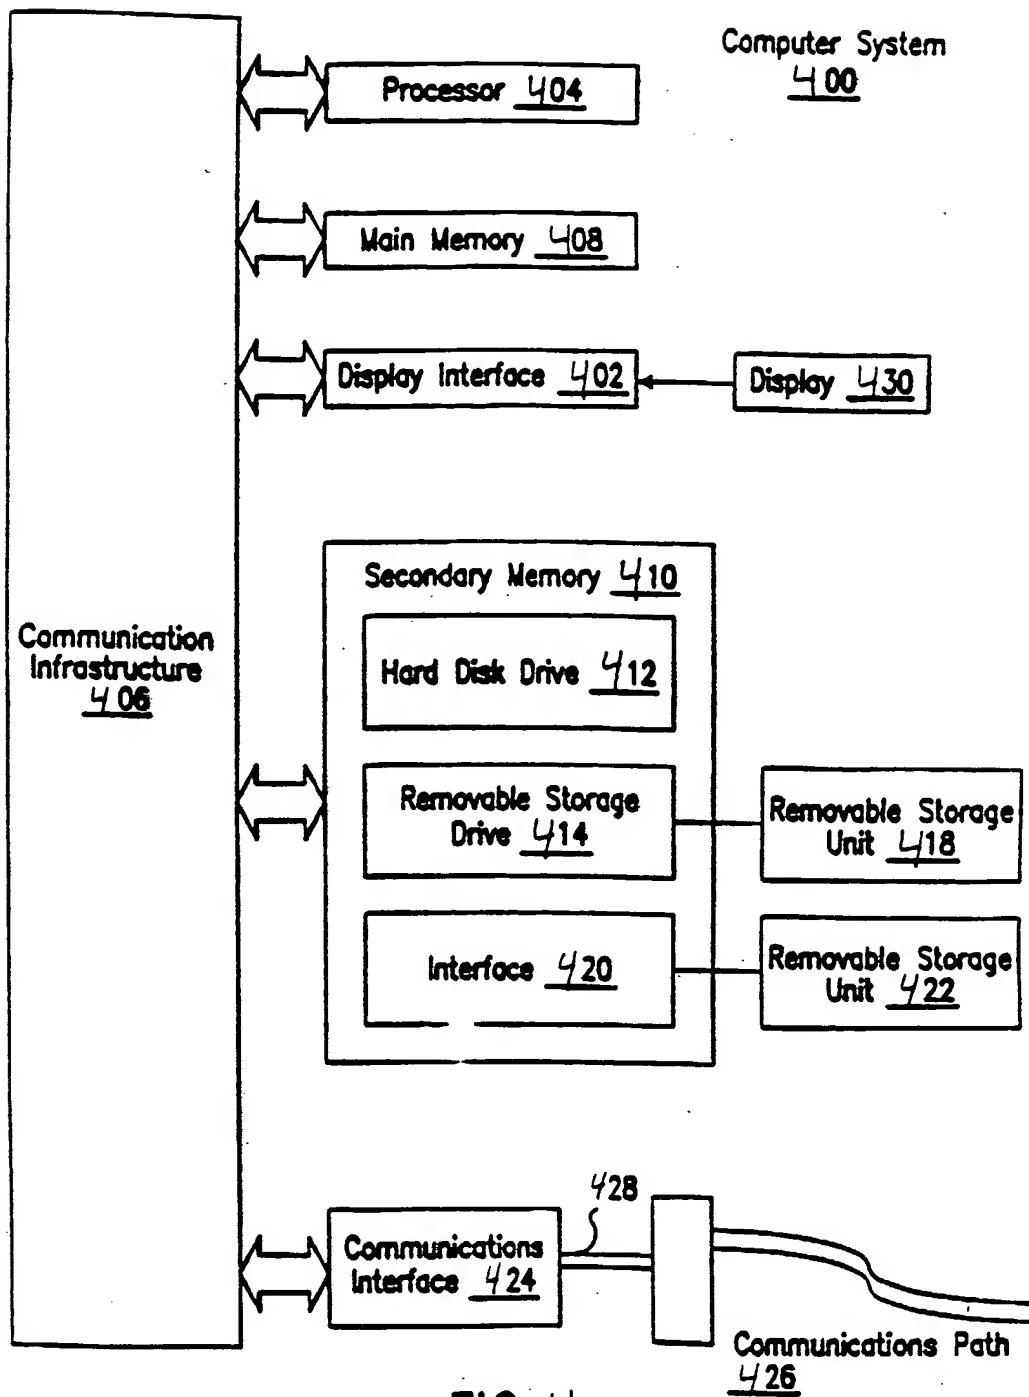 Computer System
400
Processor 404
Main Memory 408
Display Interface 402
Display 430
Communication
Infrastructure
406
Secondary Memory 410
Hard Disk Drive 412
Removable Storage
Drive 414
Removable Storage
Unit 418
Interface 420
Removable Storage
Unit 422
428
Communications
Interface 424
Communications Path
426